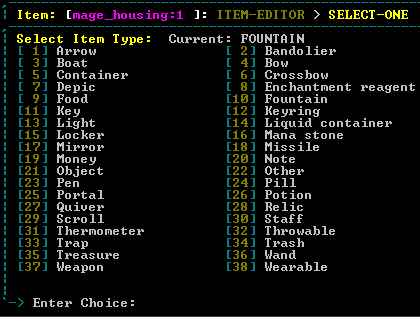 Item: [mage_housing:1 ]: ITEM-EDITOR > SELECT-ONE
Select Item Type: Current: FOUNTAIN
[ 1] Arrow [ 2] Bandolier
[ 3] Boat [ 4] Bow
[ 5] Container [ 6] Crossbow
[ 7] Depic [ 8] Enchantment reagent
[ 9] Food [10] Fountain
[11] Key [12] Keyring
[13] Light [14] Liquid container
[15] Locker [16] Mana stone
[17] Mirror [18] Missile
[19] Money [20] Note
[21] Object [22] Other
[23] Pen [24] Pill
[25] Portal [26] Potion
[27] Quiver [28] Relic
[29] Scroll [30] Staff
[31] Thermometer [32] Throwable
[33] Trap [34] Trash
[35] Treasure [36] Wand
[37] Weapon [38] Wearable
-> Enter Choice: